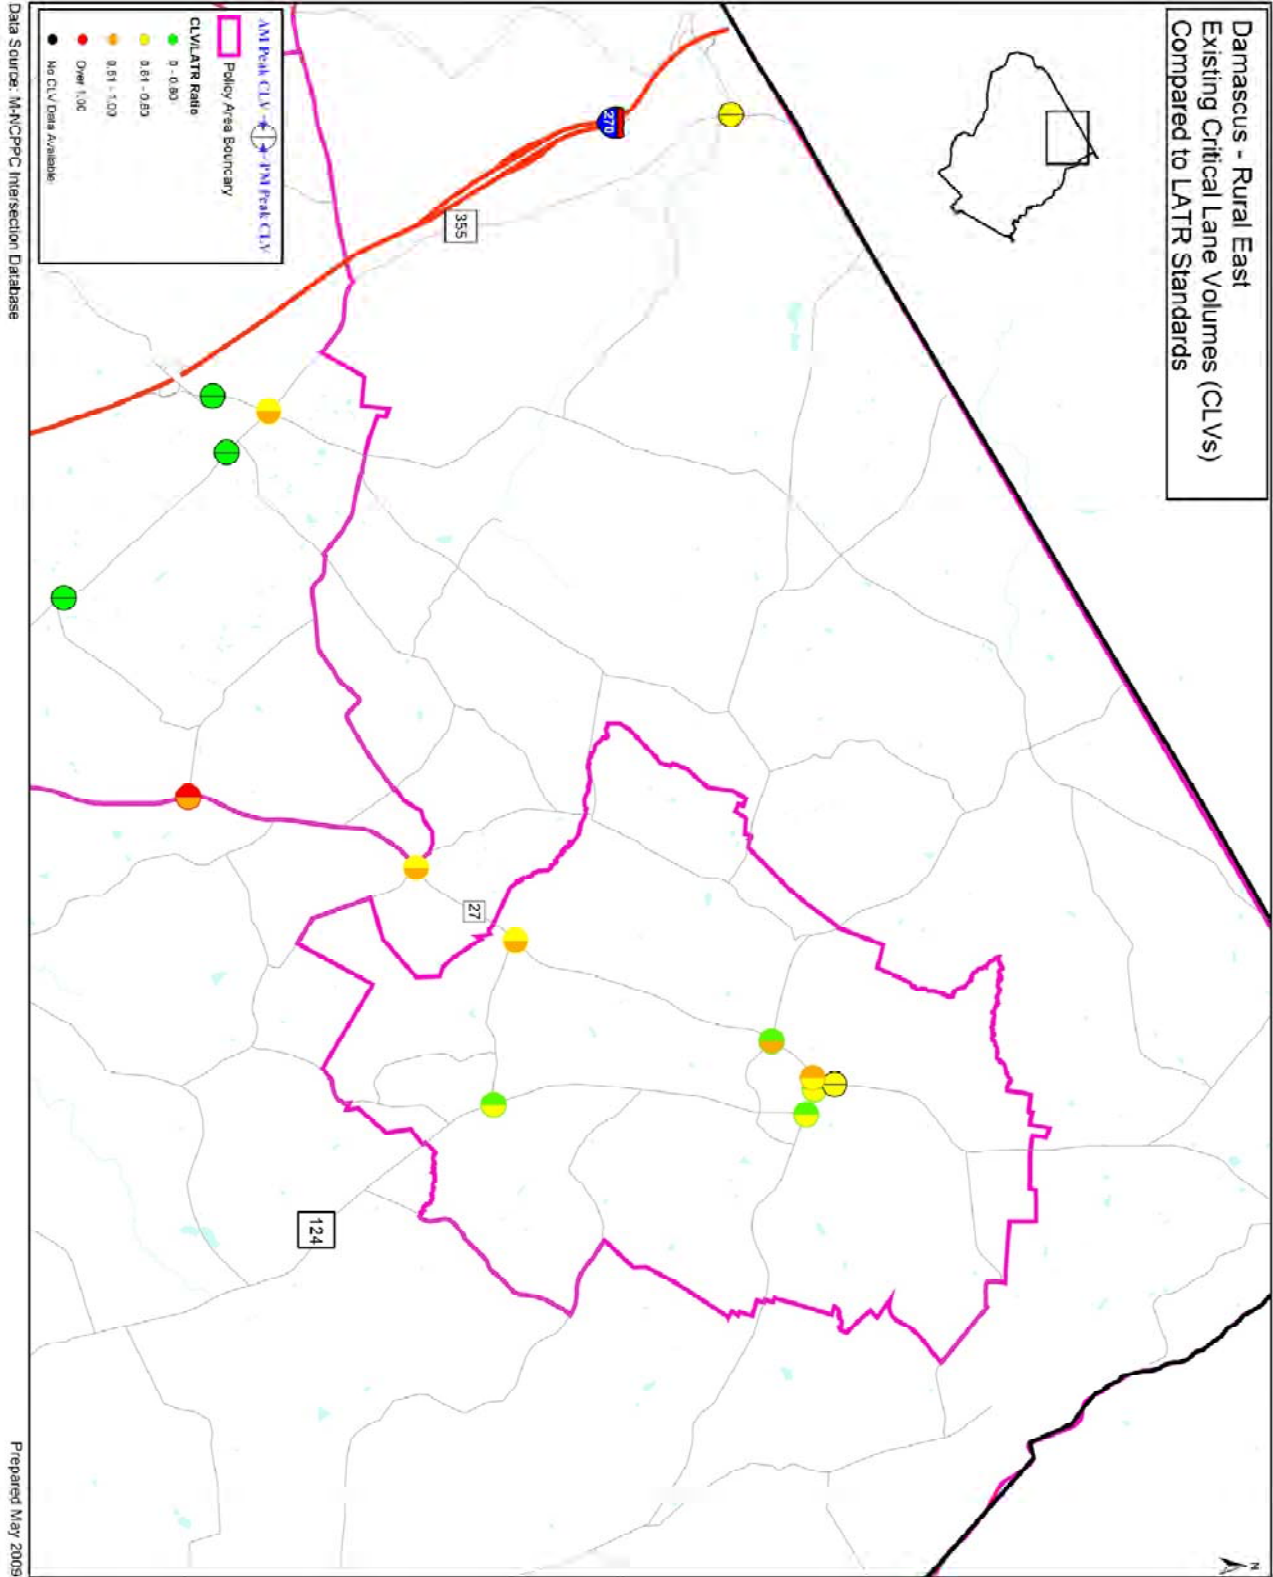 Damascus - Rural East
Existing Critical Lane Volumes (CLVs)
Compared to LATR Standards
N
270
355
27
124
AM Peak CLV
PM Peak CLV
Policy Area Boundary
CLV/LATR Ratio
0 - 0.80
0.61 - 0.80
0.81 - 1.00
Over 1.00
No CLV Data Available
Data Source: M-NCPPC Intersection Database
Prepared May 2009